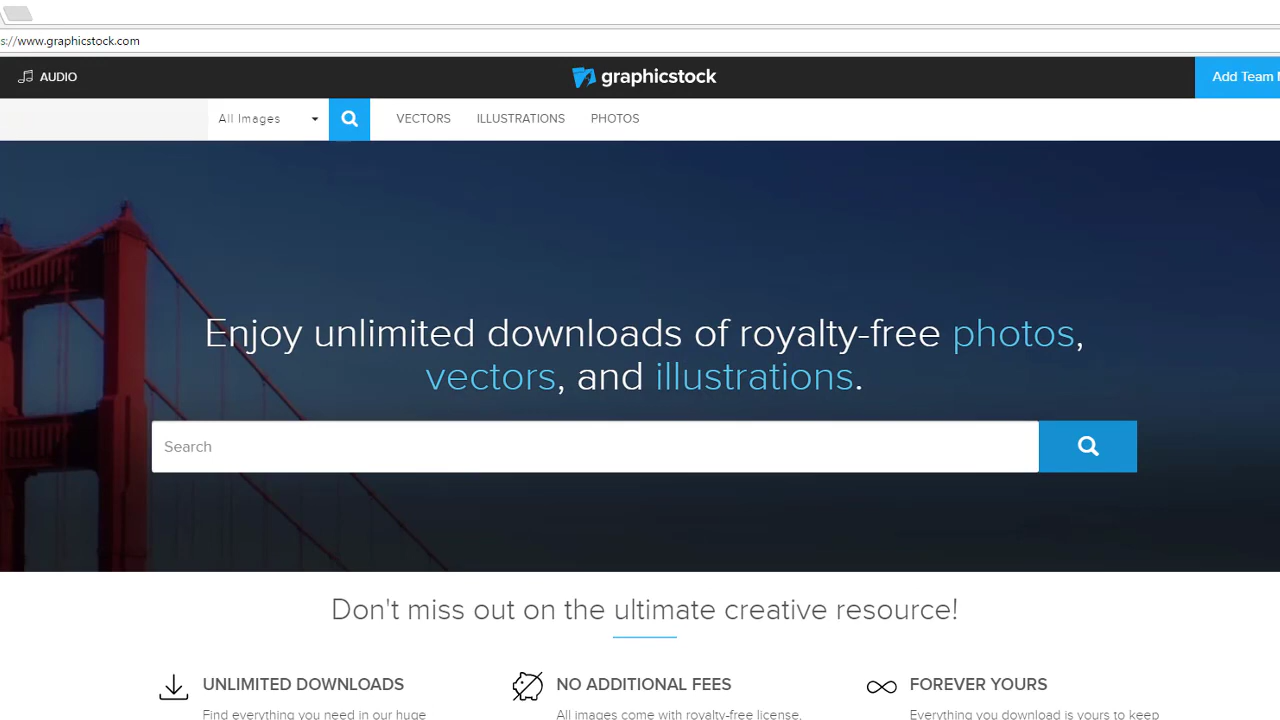 s://www.graphicstock.com
AUDIO
graphicstock
Add Team
All Images
VECTORS
ILLUSTRATIONS
PHOTOS
Enjoy unlimited downloads of royalty-free photos,
vectors, and illustrations.
Search
Don't miss out on the ultimate creative resource!
UNLIMITED DOWNLOADS
NO ADDITIONAL FEES
FOREVER YOURS
Find everything you need in our huge
All images come with royalty-free license,
Everything you download is yours to keep